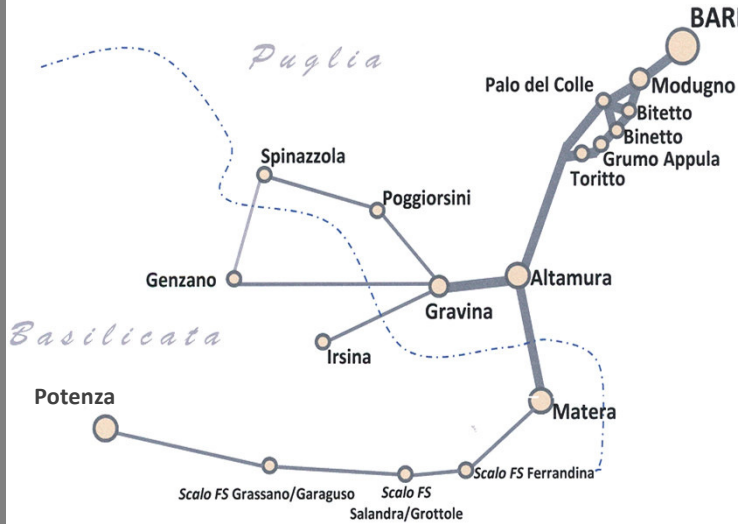 BARI
Puglia
Palo del Colle
Modugno
Bitetto
Binetto
Grumo Appula
Toritto
Spinazzola
Poggiorsini
Genzano
Altamura
Gravina
Basilicata
Irsina
Potenza
Matera
Scalo FS Ferrandina
Scalo FS Grassano/Garaguso
Scalo FS
Salandra/Grottole